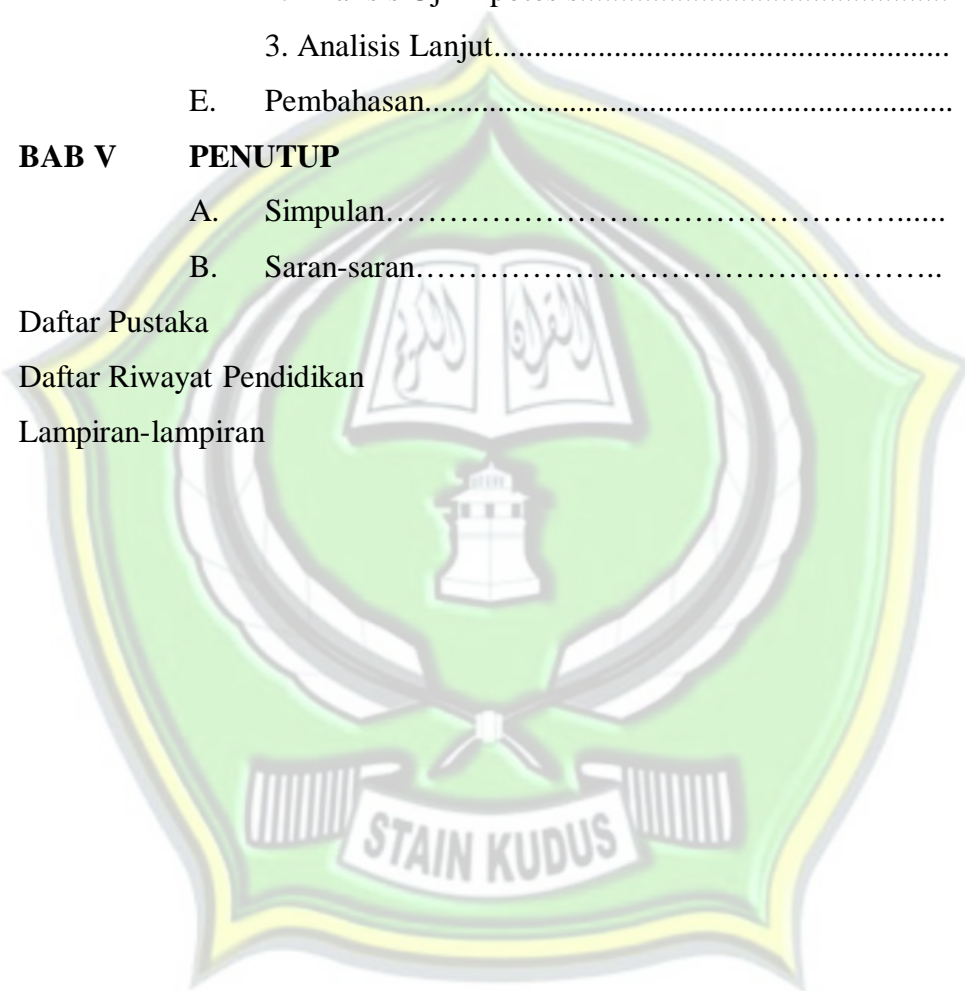 3. Analisis Lanjut.........................................................
E. Pembahasan.................................................................
BAB V PENUTUP
A. Simpulan…………………………………………......
B. Saran-saran…………………………………………..
Daftar Pustaka
Daftar Riwayat Pendidikan
Lampiran-lampiran
STAIN KUDUS